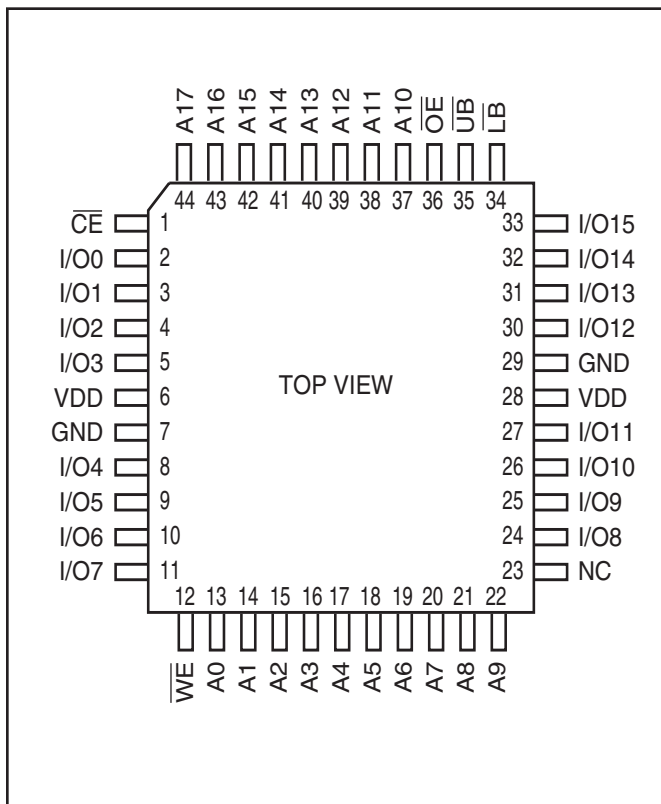 A17 A16 A15 A14 A13 A12 A11 A10 OE UB LB
44 43 42 41 40 39 38 37 36 35 34
CE 1 33 I/O15
I/O0 2 32 I/O14
I/O1 3 31 I/O13
I/O2 4 30 I/O12
I/O3 5 29 GND
VDD 6 TOP VIEW 28 VDD
GND 7 27 I/O11
I/O4 8 26 I/O10
I/O5 9 25 I/O9
I/O6 10 24 I/O8
I/O7 11 23 NC
12 13 14 15 16 17 18 19 20 21 22
WE A0 A1 A2 A3 A4 A5 A6 A7 A8 A9